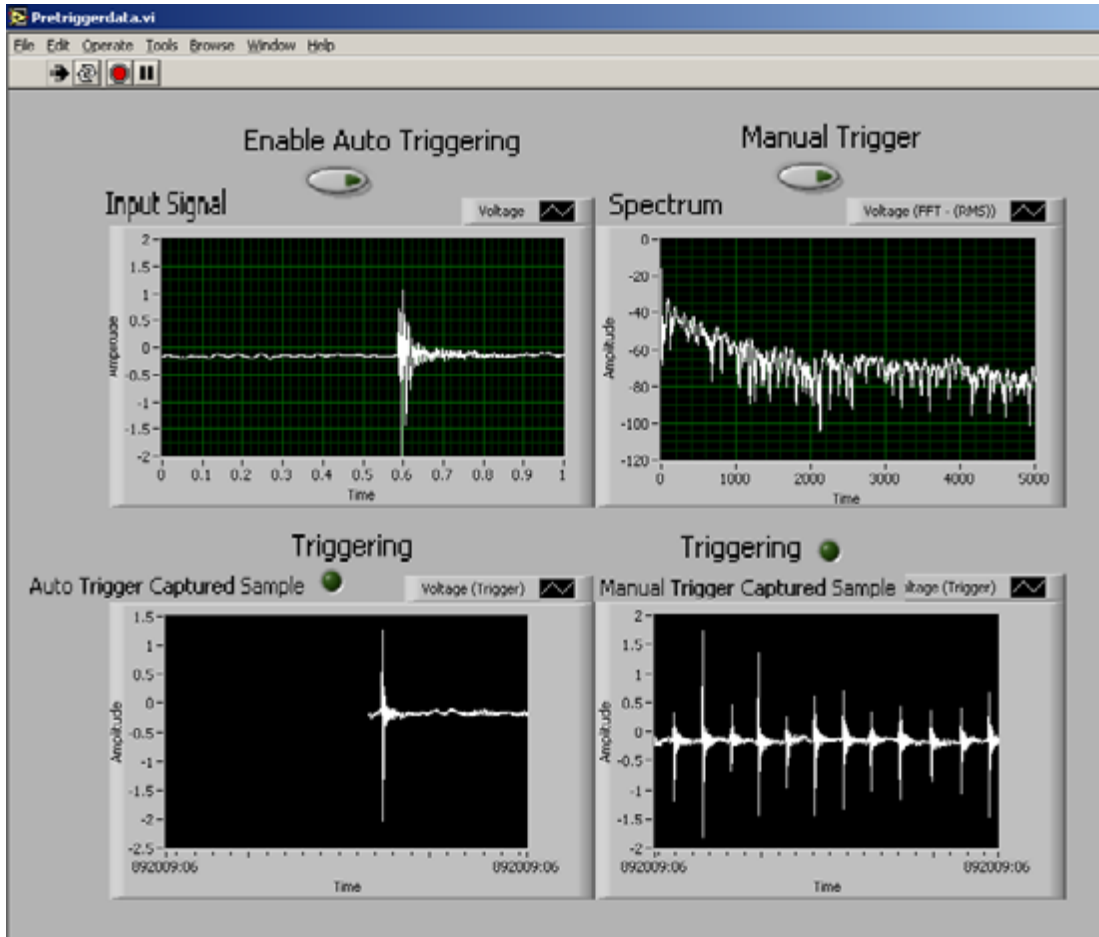 Pretriggerdata.vi
File Edit Operate Tools Browse Window Help
Enable Auto Triggering
Manual Trigger
Input Signal
Voltage
2
1.5
1
0.5
0
-0.5
-1
-1.5
-2
Amplitude
0 0.1 0.2 0.3 0.4 0.5 0.6 0.7 0.8 0.9 1
Time
Spectrum
Voltage (FFT - (RMS))
0
-20
-40
-60
-80
-100
-120
Amplitude
0 1000 2000 3000 4000 5000
Time
Triggering
Auto Trigger Captured Sample
Voltage (Trigger)
1.5
1
0.5
0
-0.5
-1
-1.5
-2
-2.5
Amplitude
892009:06 892009:06
Time
Triggering
Manual Trigger Captured Sample
ltage (Trigger)
2
1.5
1
0.5
0
-0.5
-1
-1.5
-2
Amplitude
892009:06 892009:06
Time